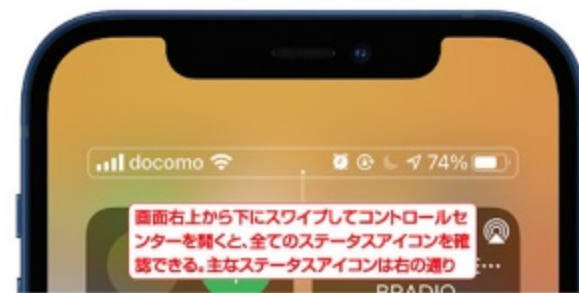 docomo 74%
画面右上から下にスワイプしてコントロールセ
ンターを開くと、全てのステータスアイコンを確
認できる。主なステータスアイコンは右の通り
BRADIO